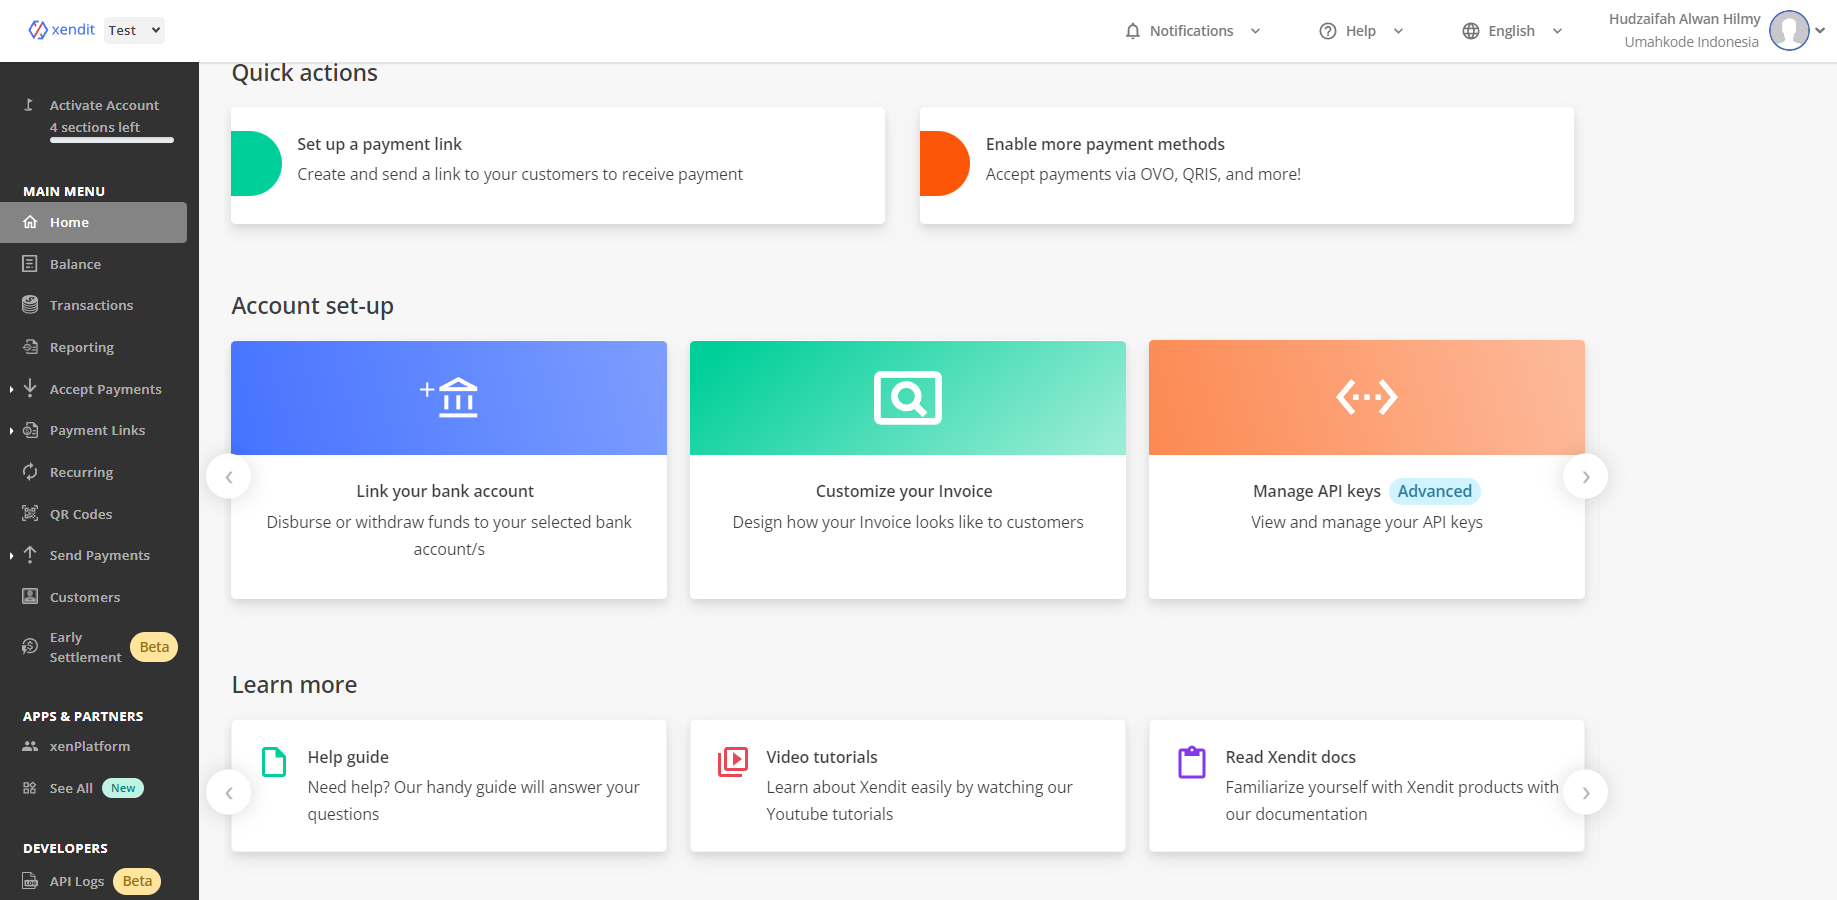 xendit
Test
Notifications
Help
English
Hudzaifah Alwan Hilmy
Umahkode Indonesia
Activate Account
4 sections left
MAIN MENU
Home
Balance
Transactions
Reporting
Accept Payments
Payment Links
Recurring
QR Codes
Send Payments
Customers
Early
Settlement
Beta
APPS & PARTNERS
xenPlatform
See All New
DEVELOPERS
API Logs Beta
Quick actions
Set up a payment link
Create and send a link to your customers to receive payment
Enable more payment methods
Accept payments via OVO, QRIS, and more!
Account set-up
Link your bank account
Disburse or withdraw funds to your selected bank
account/s
Customize your Invoice
Design how your Invoice looks like to customers
Manage API keys Advanced
View and manage your API keys
Learn more
Help guide
Need help? Our handy guide will answer your
questions
Video tutorials
Learn about Xendit easily by watching our
Youtube tutorials
Read Xendit docs
Familiarize yourself with Xendit products with
our documentation